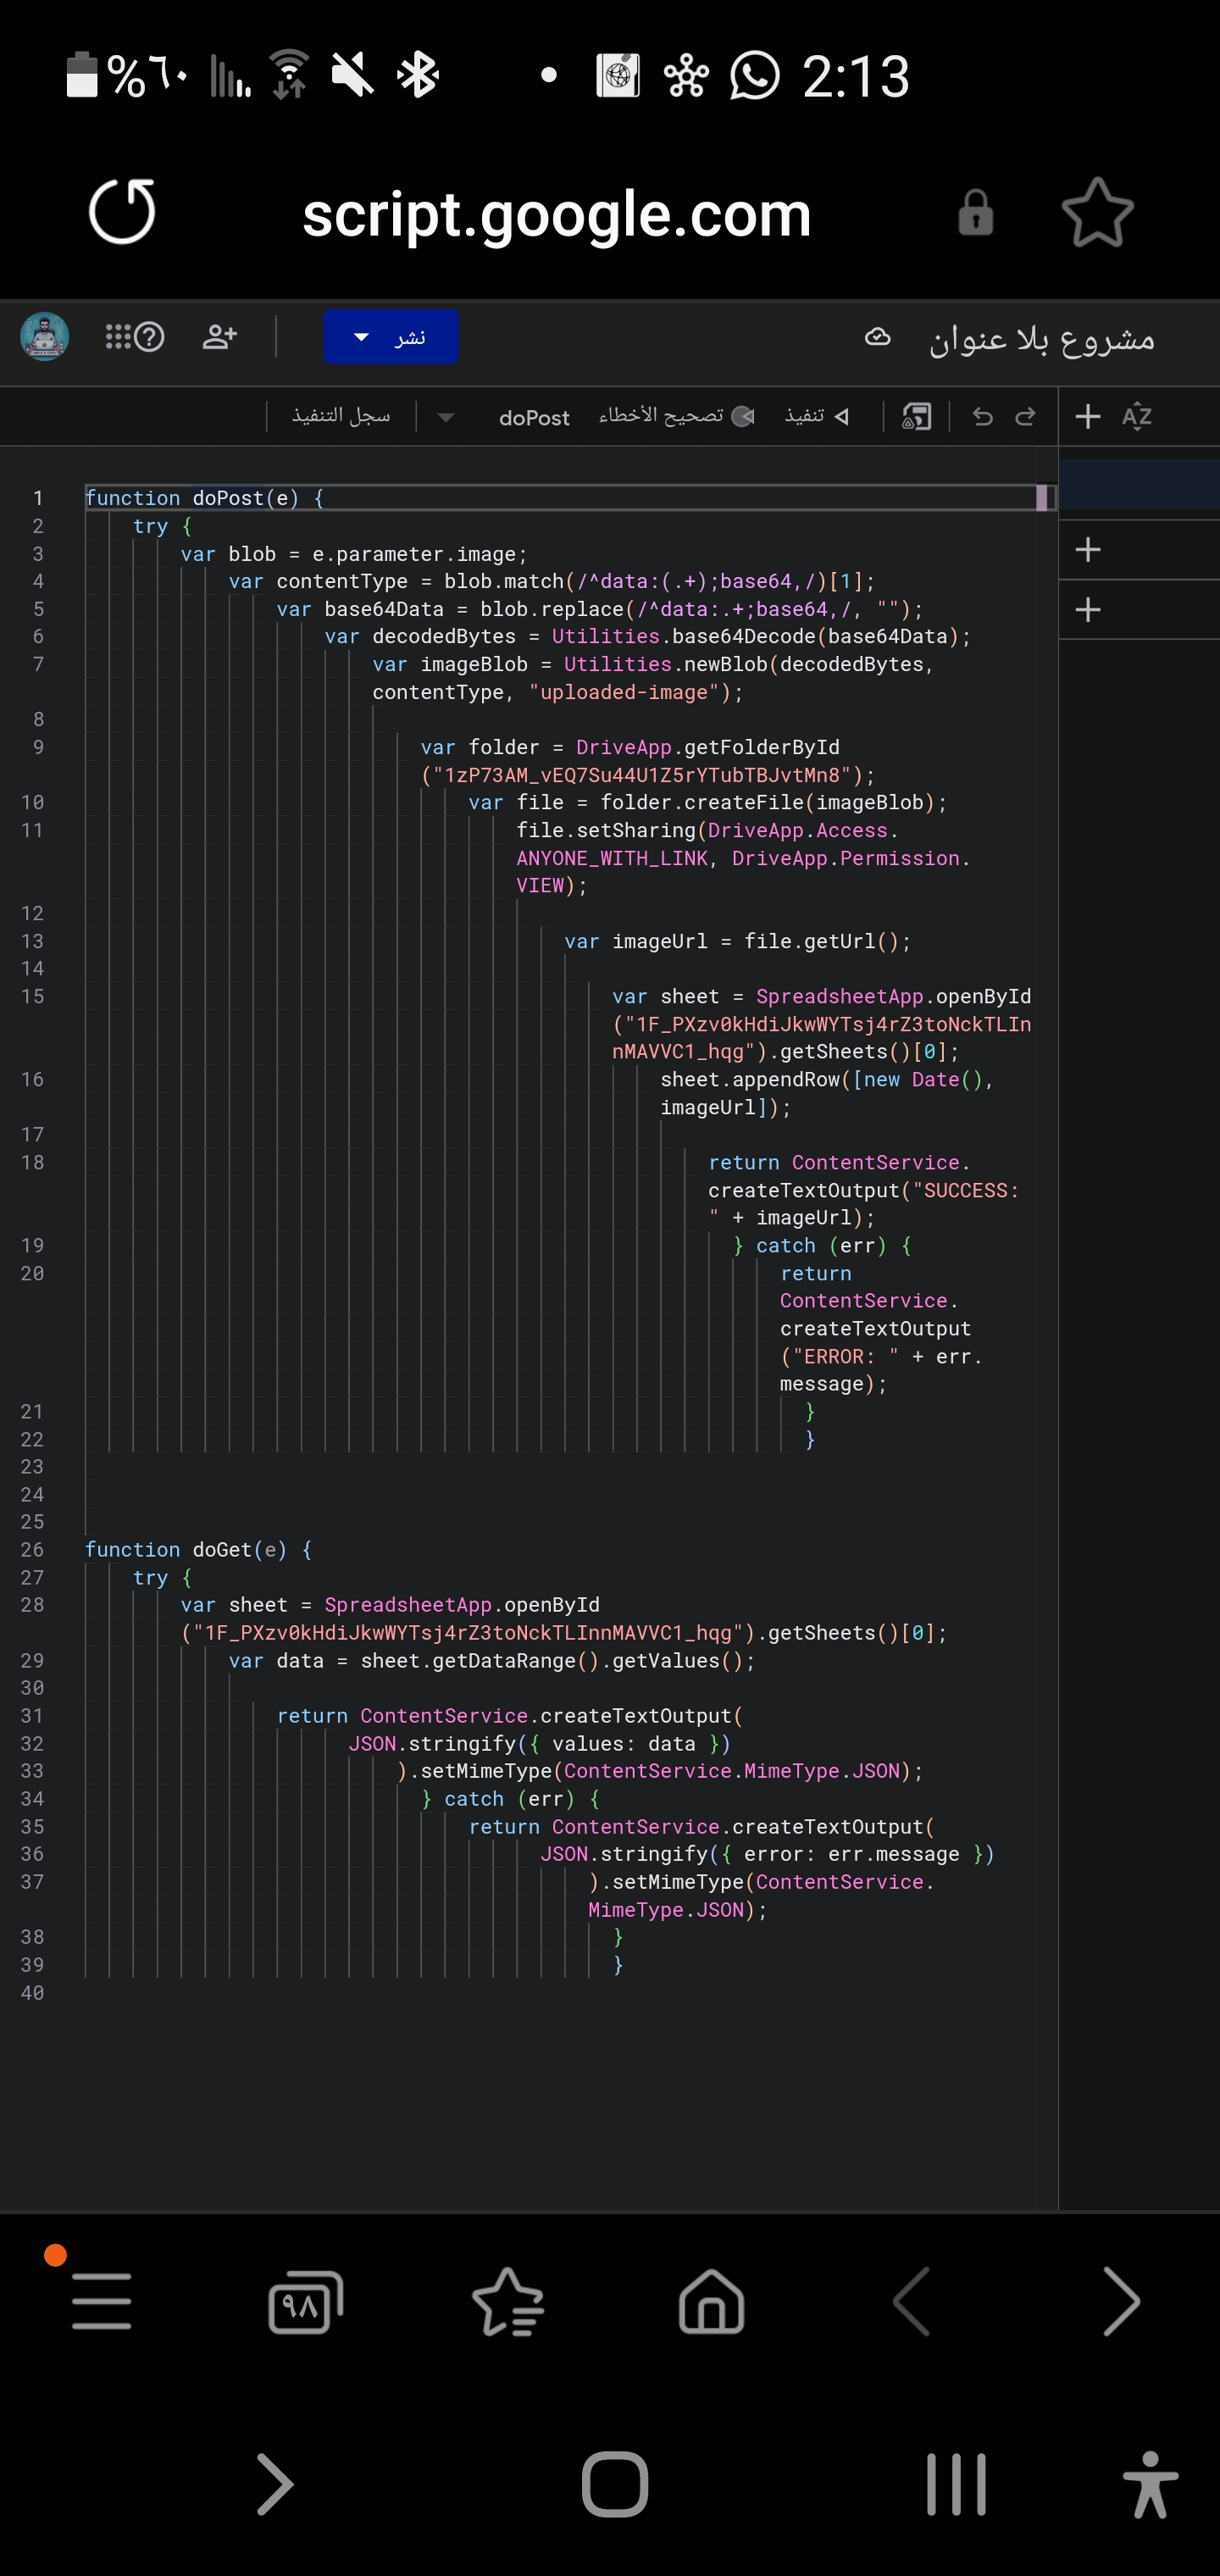 %٦٠
2:13
script.google.com
نشر
مشروع بلا عنوان
سجل التنفيذ
doPost
تصحيح الأخطاء
تنفيذ
AZ
1 function doPost(e) {
2 try {
3 var blob = e.parameter.image;
4 var contentType = blob.match(/^data:(.+);base64,/)[1];
5 var base64Data = blob.replace(/^data:.+;base64,/, "");
6 var decodedBytes = Utilities.base64Decode(base64Data);
7 var imageBlob = Utilities.newBlob(decodedBytes,
contentType, "uploaded-image");
8
9 var folder = DriveApp.getFolderById
("1zP73AM_vEQ7Su44U1Z5rYTubTBJvtMn8");
10 var file = folder.createFile(imageBlob);
11 file.setSharing(DriveApp.Access.
ANYONE_WITH_LINK, DriveApp.Permission.
VIEW);
12
13 var imageUrl = file.getUrl();
14
15 var sheet = SpreadsheetApp.openById
("1F_PXzv0kHdiJkwWYTsj4rZ3toNckTLIn
nMAVVC1_hqg").getSheets()[0];
16 sheet.appendRow([new Date(),
imageUrl]);
17
18 return ContentService.
createTextOutput("SUCCESS:
" + imageUrl);
19 } catch (err) {
20 return
ContentService.
createTextOutput
("ERROR: " + err.
message);
21 }
22 }
23
24
25
26 function doGet(e) {
27 try {
28 var sheet = SpreadsheetApp.openById
("1F_PXzv0kHdiJkwWYTsj4rZ3toNckTLInnMAVVC1_hqg").getSheets()[0];
29 var data = sheet.getDataRange().getValues();
30
31 return ContentService.createTextOutput(
32 JSON.stringify({ values: data })
33 ).setMimeType(ContentService.MimeType.JSON);
34 } catch (err) {
35 return ContentService.createTextOutput(
36 JSON.stringify({ error: err.message })
37 ).setMimeType(ContentService.
MimeType.JSON);
38 }
39 }
40
٩٨